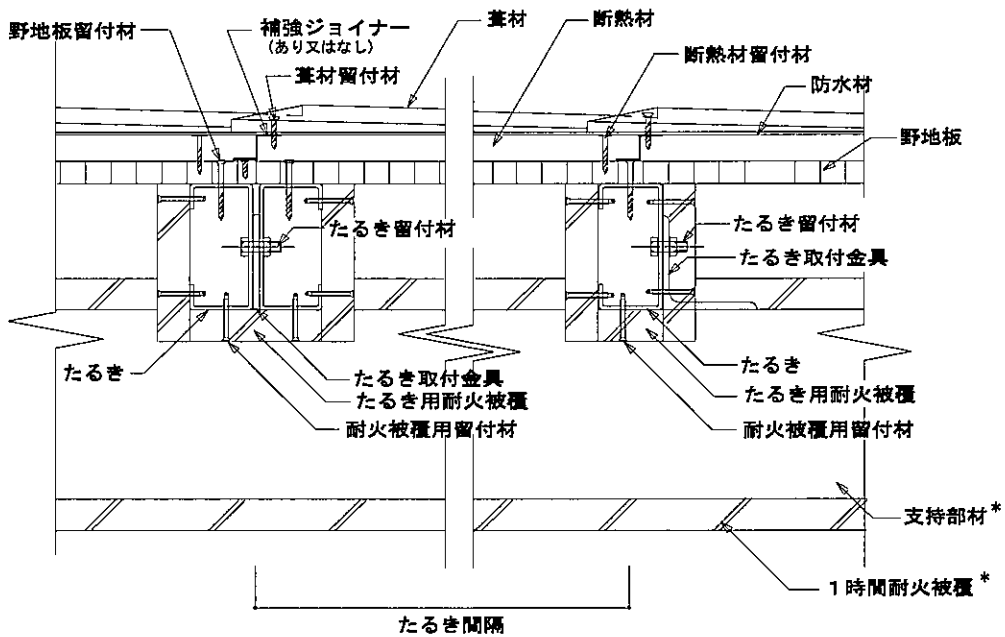 野地板留付材
補強ジョイナー
(あり又はなし)
葺材留付材
葺材
断熱材
断熱材留付材
防水材
野地板
たるき留付材
たるき留付材
たるき取付金具
たるき
たるき取付金具
たるき用耐火被覆
耐火被覆用留付材
たるき
たるき用耐火被覆
耐火被覆用留付材
支持部材*
1時間耐火被覆*
たるき間隔